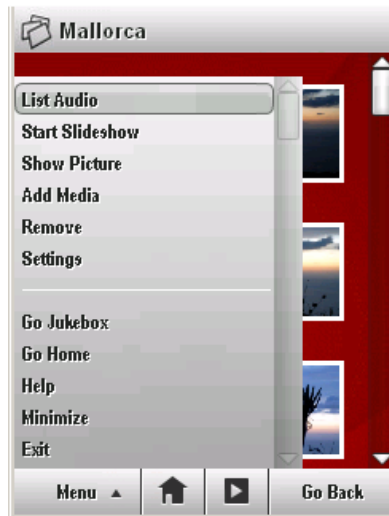 Mallorca
List Audio
Start Slideshow
Show Picture
Add Media
Remove
Settings
Go Jukebox
Go Home
Help
Minimize
Exit
Menu
Go Back